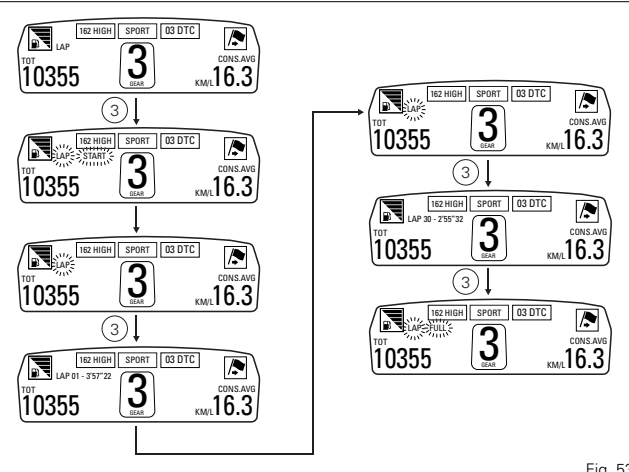 162 HIGH SPORT 03 DTC
LAP
TOT CONS.AVG
10355 3 KM/L 16.3
GEAR
3
162 HIGH SPORT 03 DTC
LAP START
TOT CONS.AVG
10355 3 KM/L 16.3
GEAR
162 HIGH SPORT 03 DTC
LAP
TOT CONS.AVG
10355 3 KM/L 16.3
GEAR
3
162 HIGH SPORT 03 DTC
LAP 01 - 3'57"22
TOT CONS.AVG
10355 3 KM/L 16.3
GEAR
162 HIGH SPORT 03 DTC
LAP
TOT CONS.AVG
10355 3 KM/L 16.3
GEAR
3
162 HIGH SPORT 03 DTC
LAP 30 - 2'55"32
TOT CONS.AVG
10355 3 KM/L 16.3
GEAR
3
162 HIGH SPORT 03 DTC
LAP FULL
TOT CONS.AVG
10355 3 KM/L 16.3
GEAR
Fig. 53